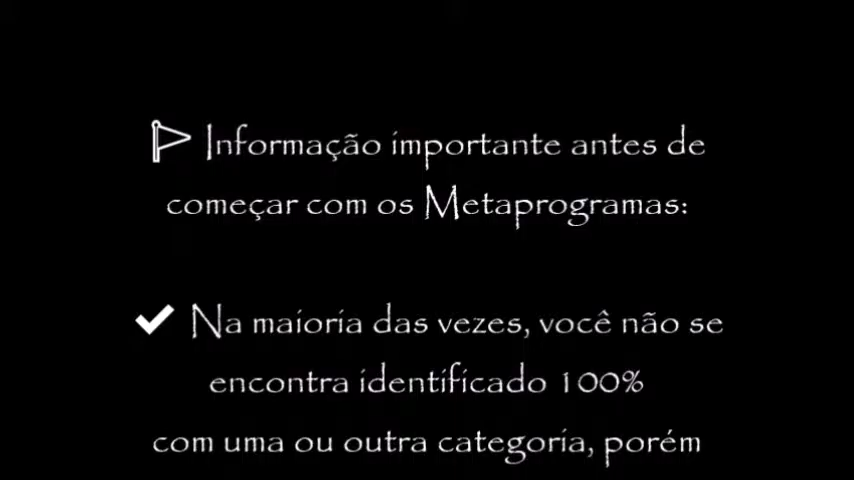 Informação importante antes de
começar com os Metaprogramas:
✔ Na maioria das vezes, você não se
encontra identificado 100%
com uma ou outra categoria, porém